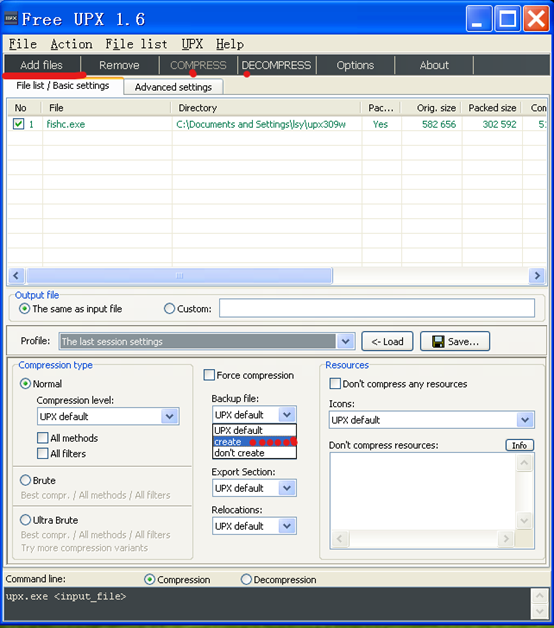 Free UPX 1.6
File Action File list UPX Help
Add files Remove COMPRESS DECOMPRESS Options About
File list / Basic settings Advanced settings
No File Directory Pac... Orig. size Packed size Con
1 fishc.exe C:\Documents and Settings\lsy\upx309w Yes 582 656 302 592 51
Output file
The same as input file Custom:
Profile: The last session settings <- Load Save...
Compression type
Normal
Compression level:
UPX default
All methods
All filters
Brute
Best compr. / All methods / All filters
Ultra Brute
Best compr. / All methods / All filters
Try more compression variants
Force compression
Backup file:
UPX default
UPX default
create
don't create
Export Section:
UPX default
Relocations:
UPX default
Resources
Don't compress any resources
Icons:
UPX default
Don't compress resources: Info
Command line: Compression Decompression
upx.exe <input_file>